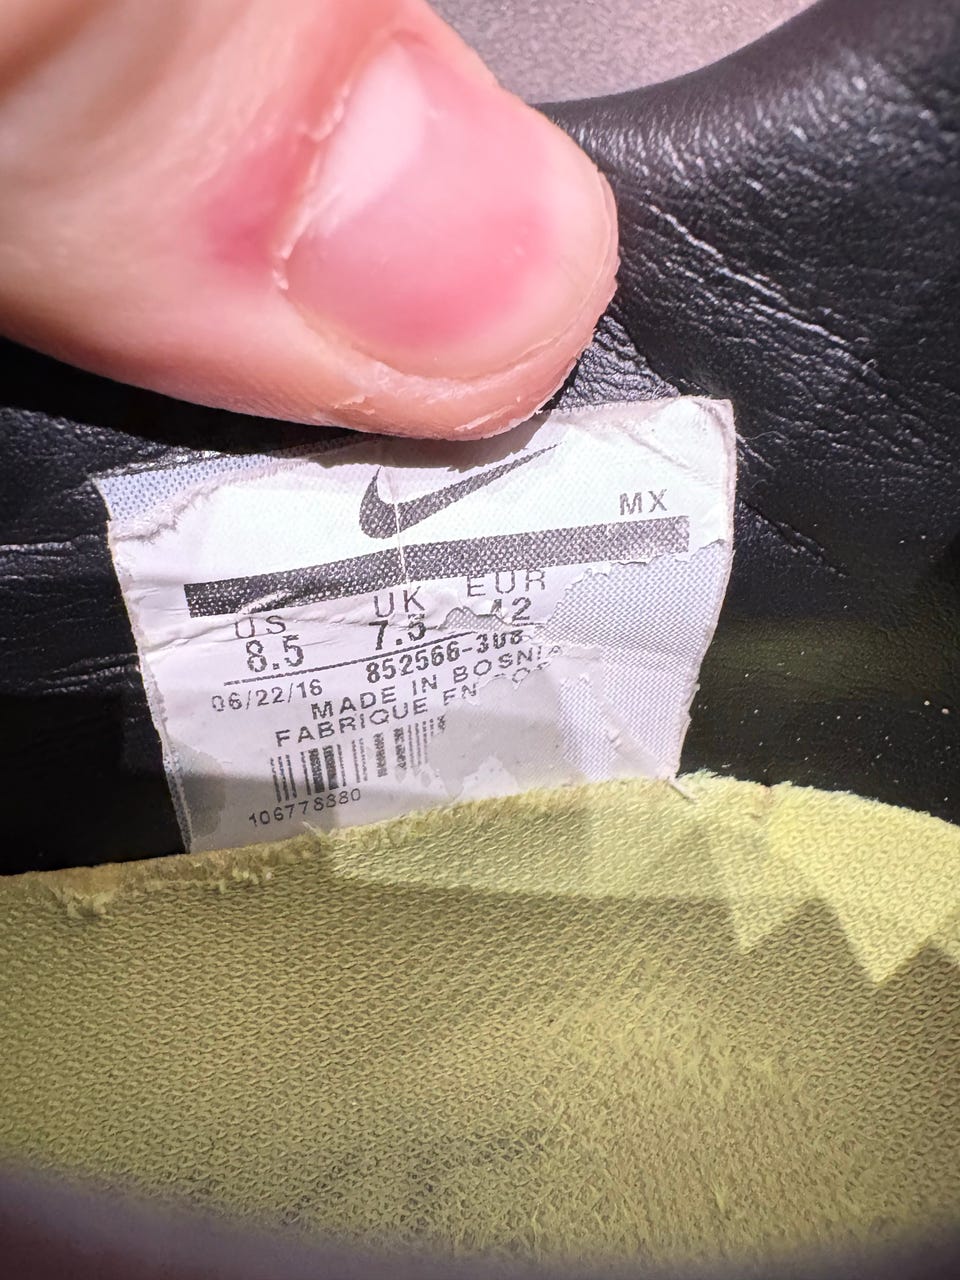 MX
US UK EUR
8.5 7.5 42
06/22/16 852566-308
MADE IN BOSNIA
FABRIQUE EN
106778880